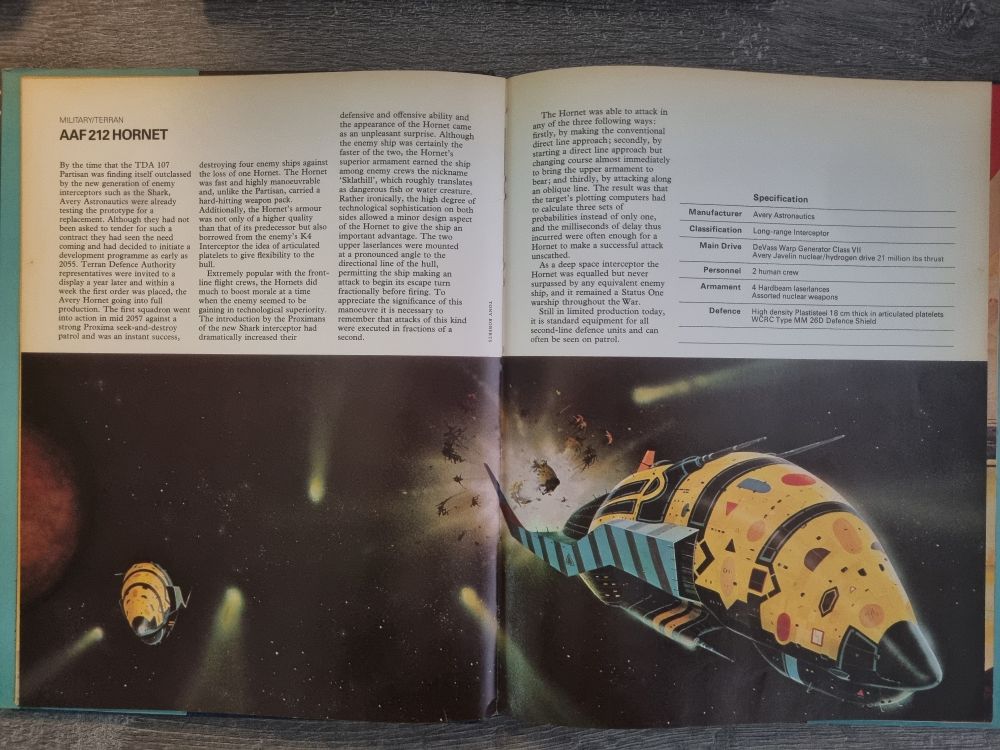 MILITARY/TERRAN
AAF 212 HORNET
By the time that the TDA 107
Partisan was finding itself outclassed
by the new generation of enemy
interceptors such as the Shark,
Avery Astronautics were already
testing the prototype for a
replacement. Although they had not
been asked to tender for such a
contract they had seen the need
coming and had decided to initiate a
development programme as early as
2055. Terran Defence Authority
representatives were invited to a
display a year later and within a
week the first order was placed, the
Avery Hornet going into full
production. The first squadron went
into action in mid 2057 against a
strong Proxima seek-and-destroy
patrol and was an instant success,
destroying four enemy ships against
the loss of one Hornet. The Hornet
was fast and highly manoeuvrable
and, unlike the Partisan, carried a
hard-hitting weapon pack.
Additionally, the Hornet's armour
was not only of a higher quality
than that of its predecessor but also
borrowed from the enemy's K4
Interceptor the idea of articulated
platelets to give flexibility to the
hull.
Extremely popular with the front-
line flight crews, the Hornets did
much to boost morale at a time
when the enemy seemed to be
gaining in technological superiority.
The introduction by the Proximans
of the new Shark interceptor had
dramatically increased their
defensive and offensive ability and
the appearance of the Hornet came
as an unpleasant surprise. Although
the enemy ship was certainly the
faster of the two, the Hornet's
superior armament earned the ship
among enemy crews the nickname
'Sklathill', which roughly translates
as dangerous fish or water creature.
Rather ironically, the high degree of
technological sophistication on both
sides allowed a minor design aspect
of the Hornet to give the ship an
important advantage. The two
upper laserlances were mounted
at a pronounced angle to the
directional line of the hull,
permitting the ship making an
attack to begin its escape turn
fractionally before firing. To
appreciate the significance of this
manoeuvre it is necessary to
remember that attacks of this kind
were executed in fractions of a
second.
TONY ROBERTS
The Hornet was able to attack in
any of the three following ways:
firstly, by making the conventional
direct line approach; secondly, by
starting a direct line approach but
changing course almost immediately
to bring the upper armament to
bear; and thirdly, by attacking along
an oblique line. The result was that
the target's plotting computers had
to calculate three sets of
probabilities instead of only one,
and the milliseconds of delay thus
incurred were often enough for a
Hornet to make a successful attack
unscathed.
As a deep space interceptor the
Hornet was equalled but never
surpassed by any equivalent enemy
ship, and it remained a Status One
warship throughout the War.
Still in limited production today,
it is standard equipment for all
second-line defence units and can
often be seen on patrol.
Specification
Manufacturer Avery Astronautics
Classification Long-range Interceptor
Main Drive DeVass Warp Generator Class VII
Avery Javelin nuclear/hydrogen drive 21 million lbs thrust
Personnel 2 human crew
Armament 4 Hardbeam laserlances
Assorted nuclear weapons
Defence High density Plastisteel 18 cm thick in articulated platelets
WCRC Type MM 26D Defence Shield